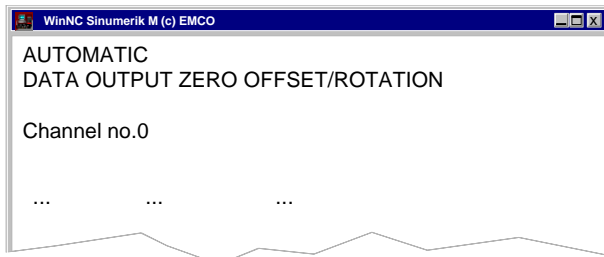 WinNC Sinumerik M (c) EMCO
AUTOMATIC
DATA OUTPUT ZERO OFFSET/ROTATION
Channel no.0
... ... ...